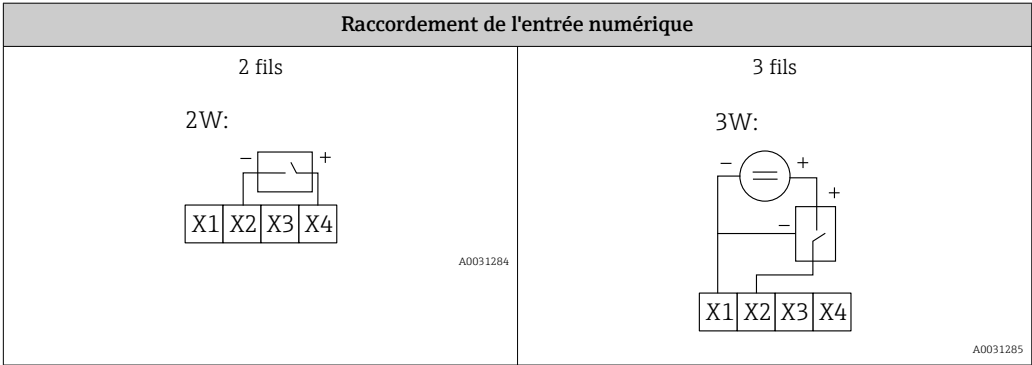 Raccordement de l'entrée numérique
2 fils
2W:
– +
X1 X2 X3 X4
A0031284
3 fils
3W:
– +
+
–
X1 X2 X3 X4
A0031285